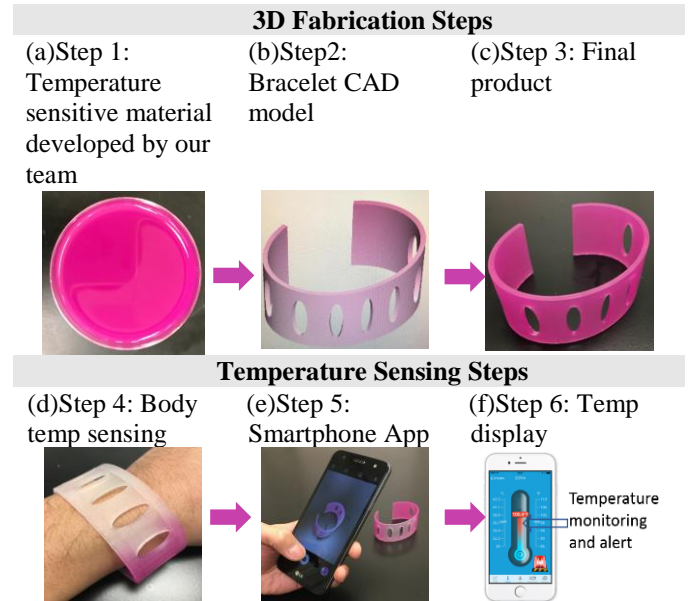 3D Fabrication Steps
(a)Step 1:
Temperature
sensitive material
developed by our
team
(b)Step2:
Bracelet CAD
model
(c)Step 3: Final
product
Temperature Sensing Steps
(d)Step 4: Body
temp sensing
(e)Step 5:
Smartphone App
(f)Step 6: Temp
display
LG
Temperature
monitoring
and alert